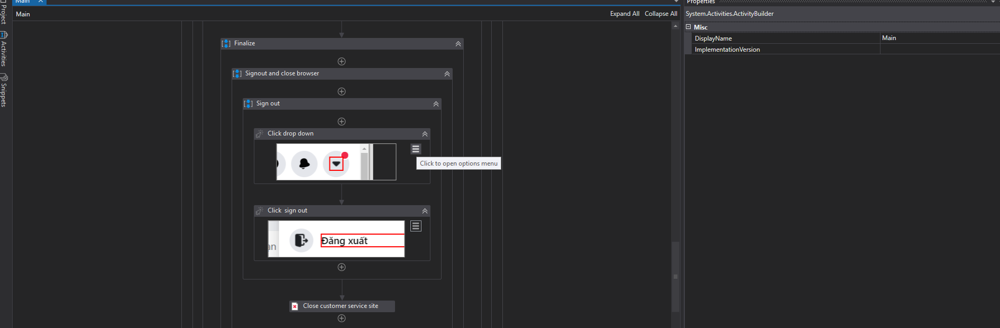 Main
Properties
Main
Expand All
Collapse All
System.Activities.ActivityBuilder
Misc
DisplayName
Main
ImplementationVersion
Project
Activities
Snippets
Finalize
Signout and close browser
Sign out
Click drop down
Click to open options menu
Click  sign out
an
Đăng xuất
Close customer service site